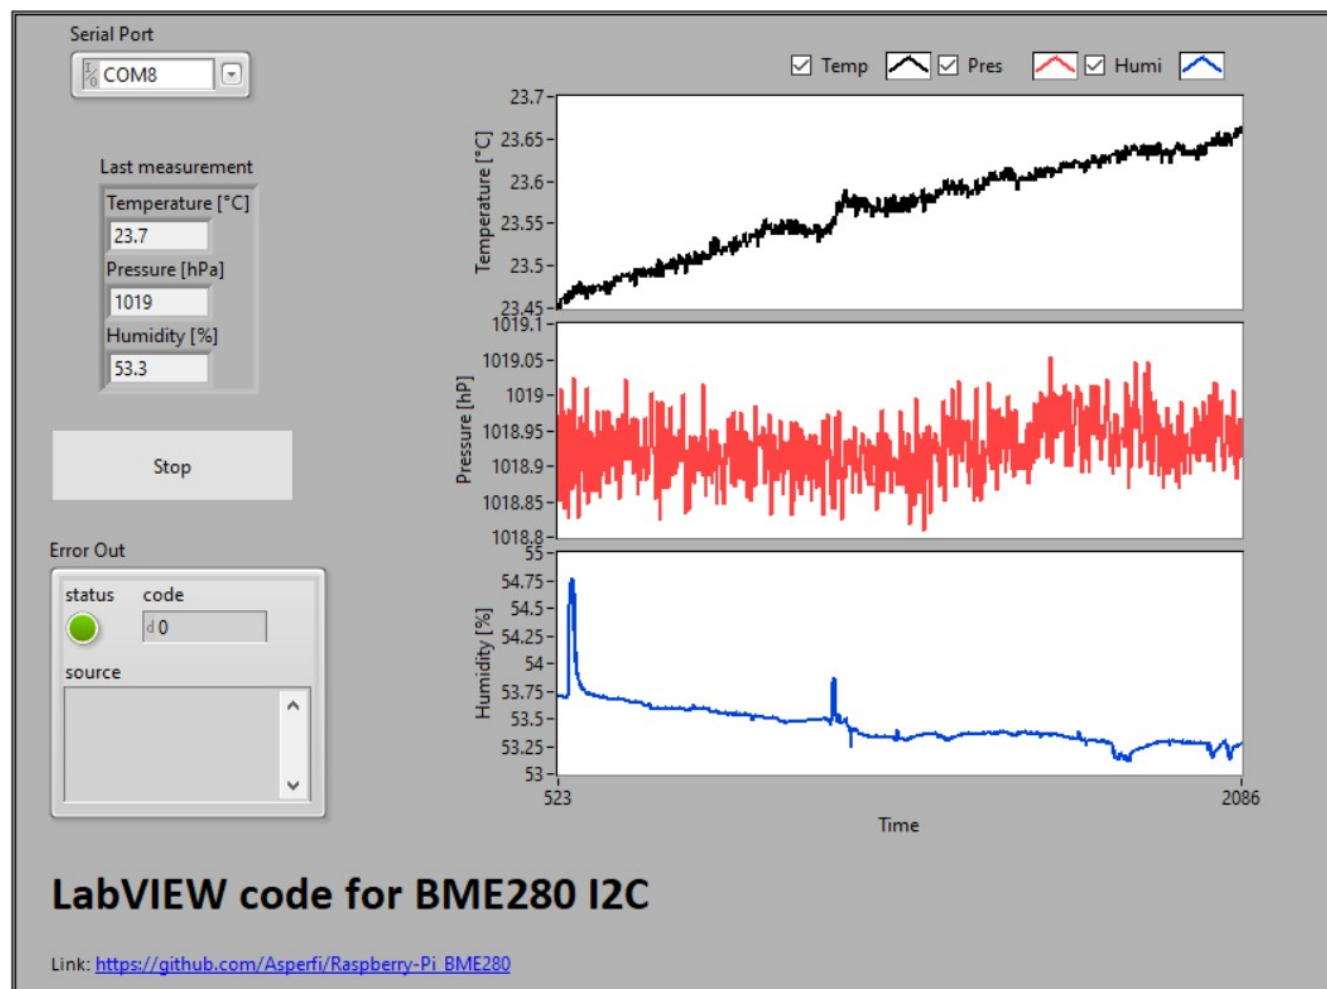 Serial Port
COM8
Last measurement
Temperature [°C]
23.7
Pressure [hPa]
1019
Humidity [%]
53.3
Stop
Error Out
status code
d 0
source
Temp Pres Humi
Temperature [°C]
23.7
23.65
23.6
23.55
23.5
23.45
Pressure [hP]
1019.1
1019.05
1019
1018.95
1018.9
1018.85
1018.8
Humidity [%]
55
54.75
54.5
54.25
54
53.75
53.5
53.25
53
523 2086
Time
LabVIEW code for BME280 I2C
Link: https://github.com/Asperfi/Raspberry-Pi_BME280